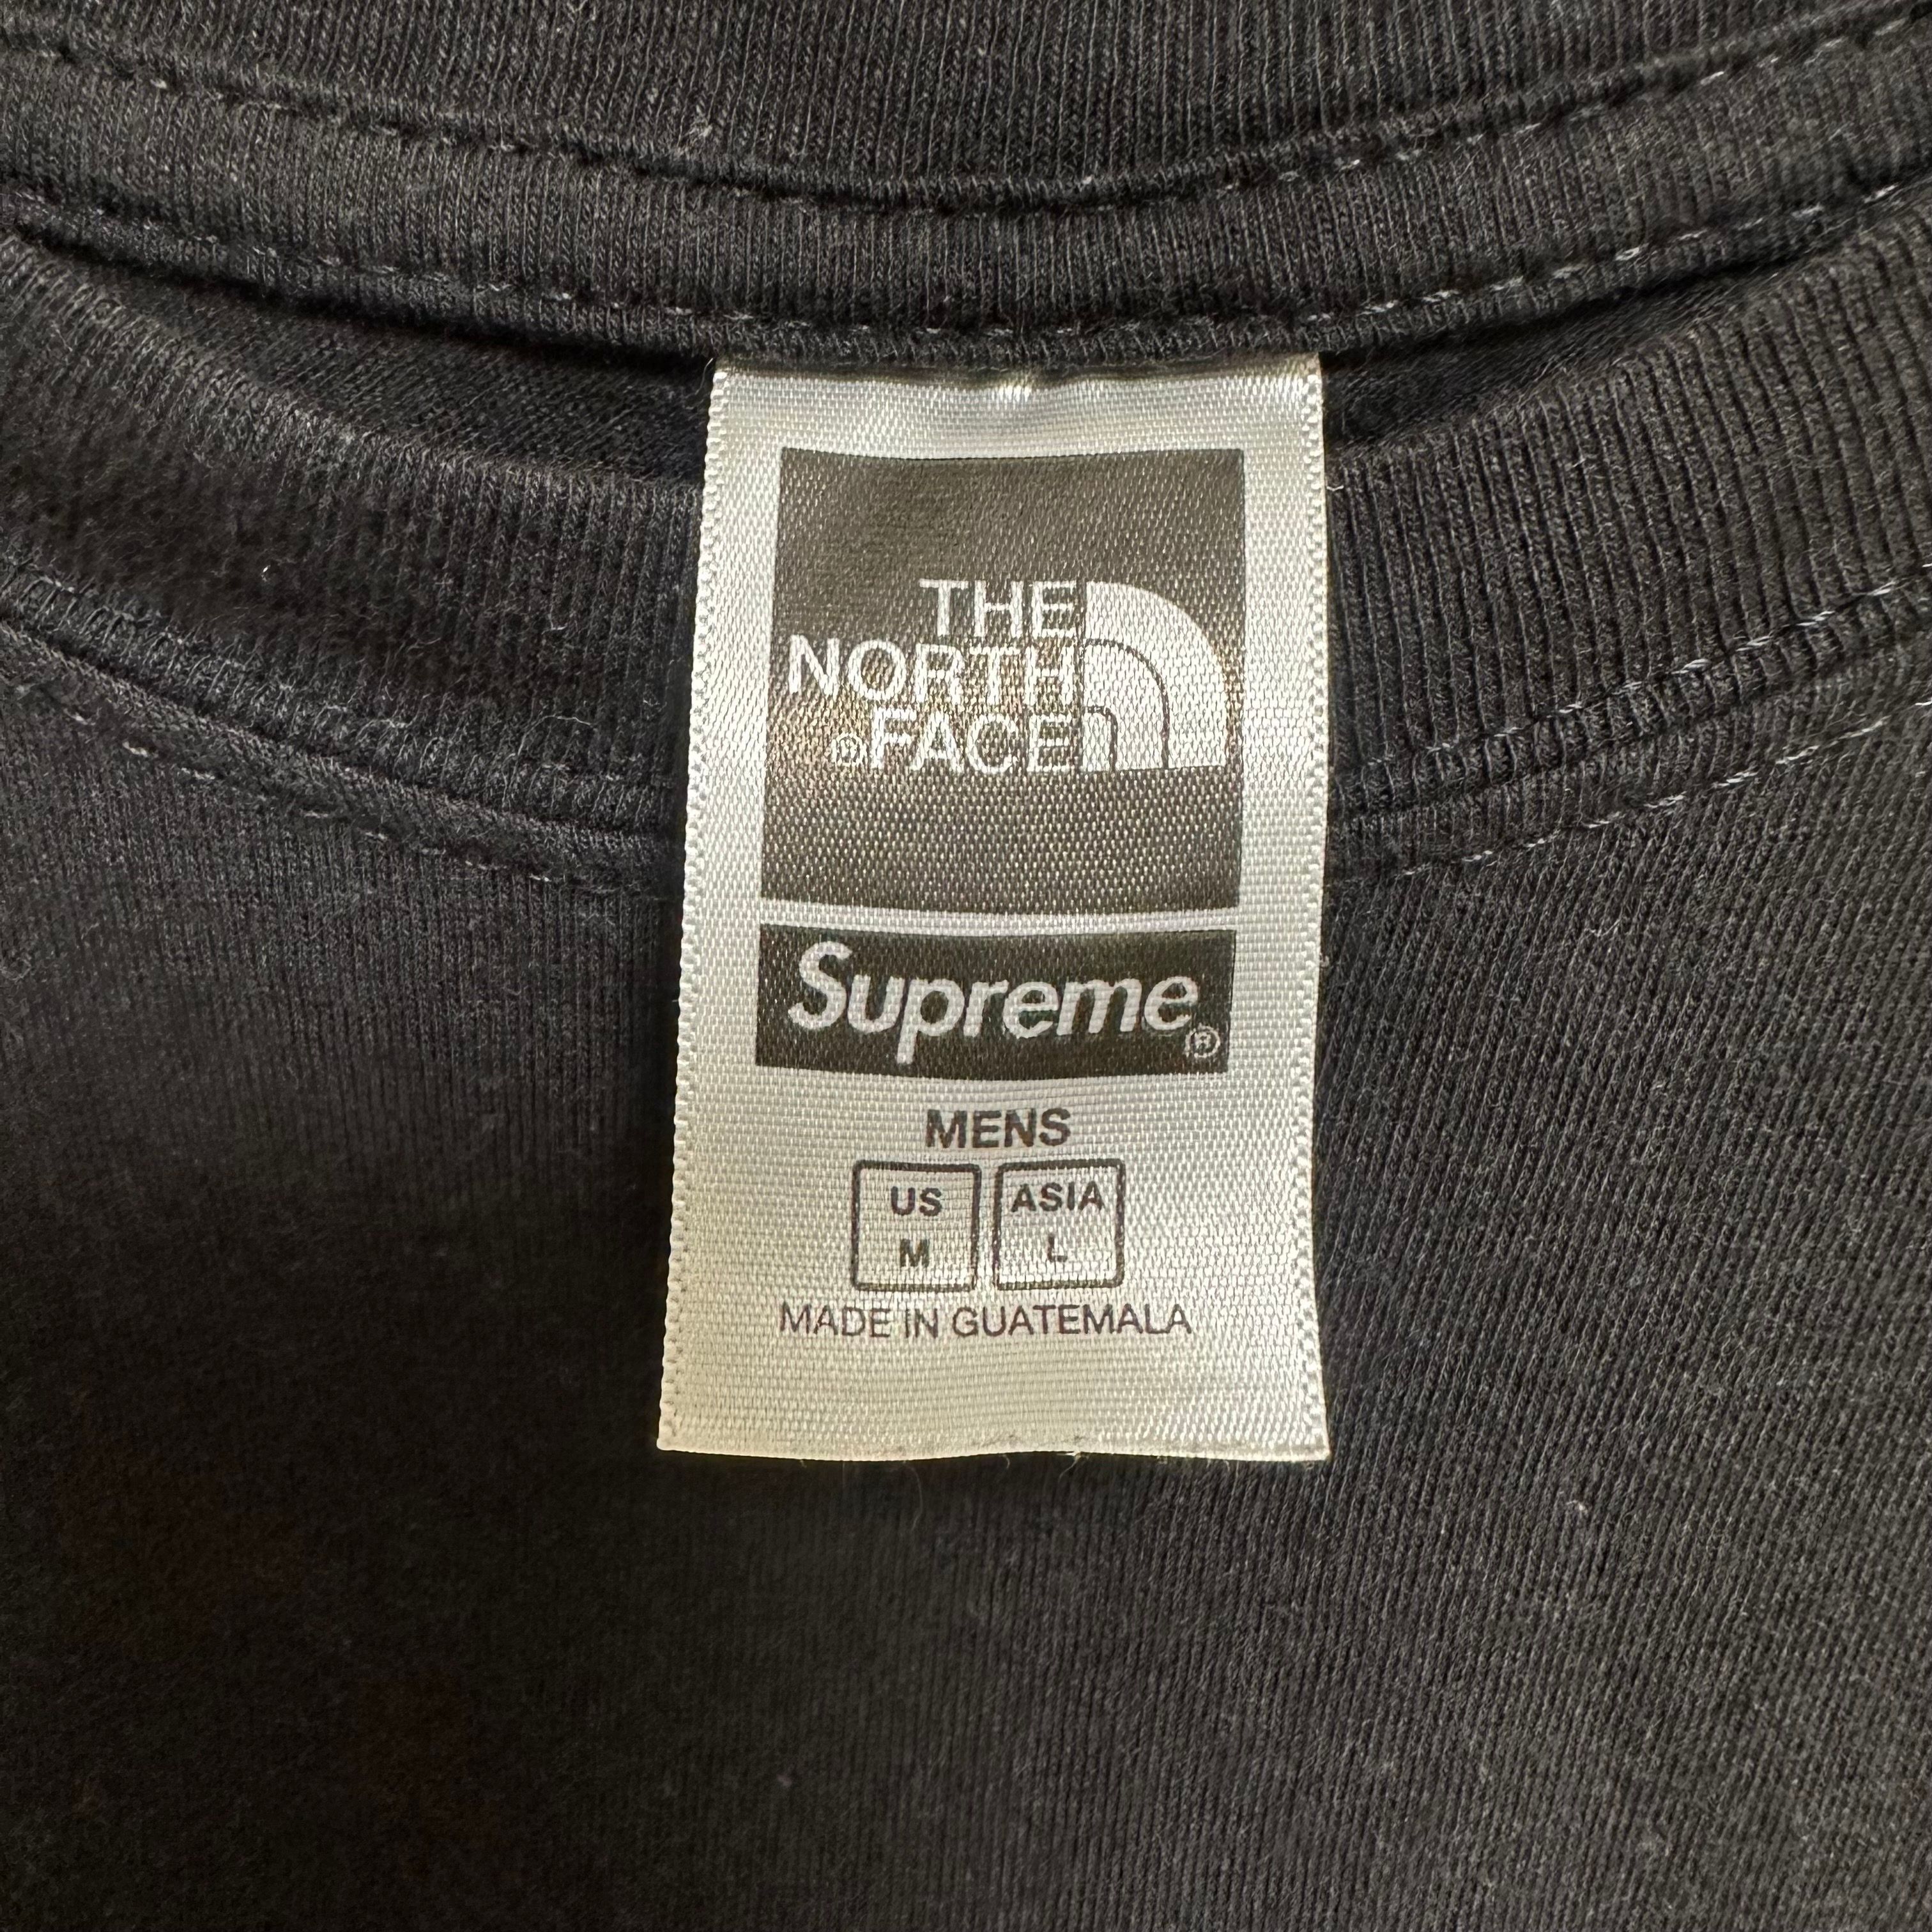 THE
NORTH
®FACE
Supreme®
MENS
US ASIA
M L
MADE IN GUATEMALA